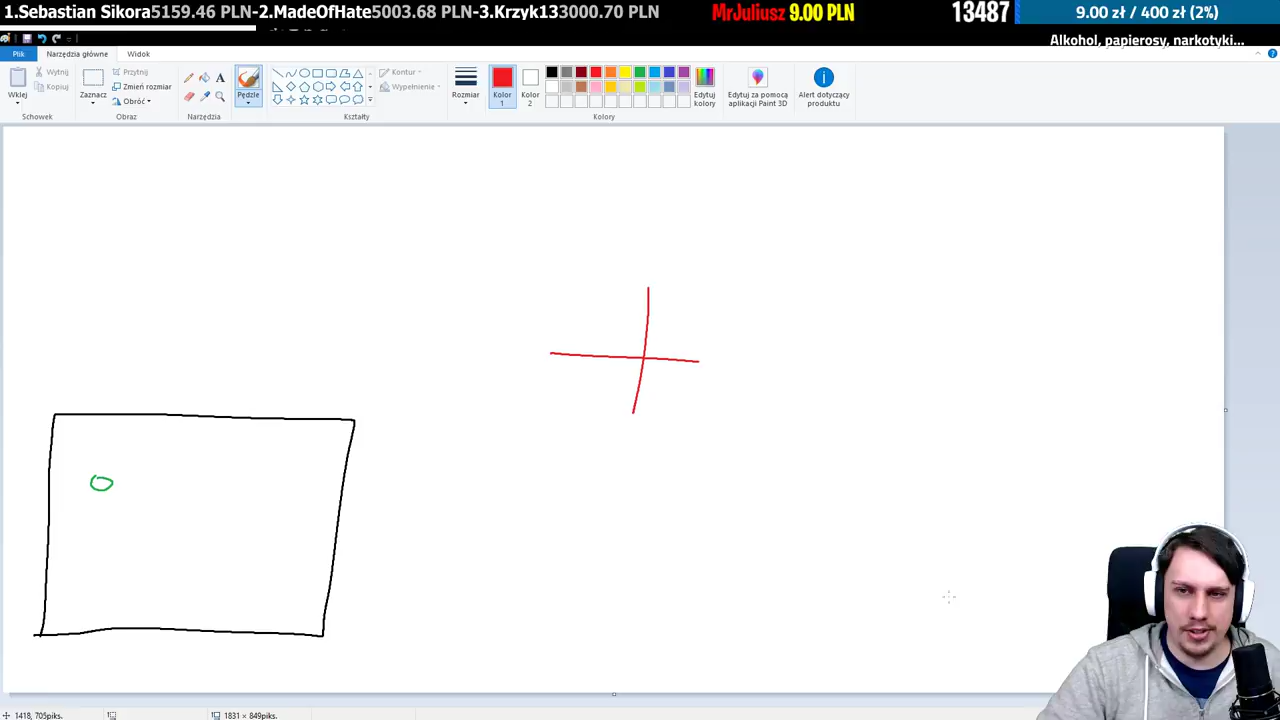 1.Sebastian Sikora5159.46 PLN-2.MadeOfHate5003.68 PLN-3.Krzyk133000.70 PLN
MrJuliusz 9.00 PLN
13487
9.00 zł / 400 zł (2%)
Alkohol, papierosy, narkotyki...
Plik
Narzędzia główne
Widok
Wklej
Wytnij
Kopiuj
Schowek
Zaznacz
Przytnij
Zmień rozmiar
Obróć
Obraz
A
Narzędzia
Pędzle
Kontur
Wypełnienie
Kształty
Rozmiar
Kolor 1
Kolor 2
Edytuj kolory
Kolory
Edytuj za pomocą aplikacji Paint 3D
Alert dotyczący produktu
1418, 705piks.
1831 × 849piks.